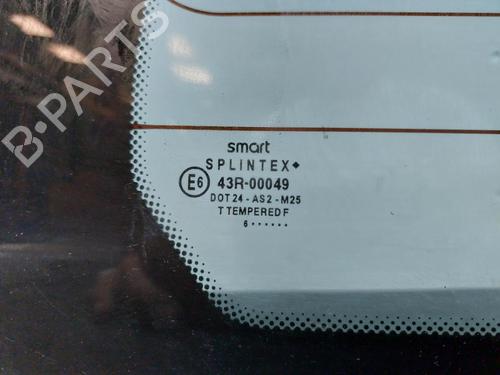 B-PARTS
smart
SPLINTEX
E6 43R-00049
DOT 24 - AS2 - M25
T TEMPERED F
6 ······